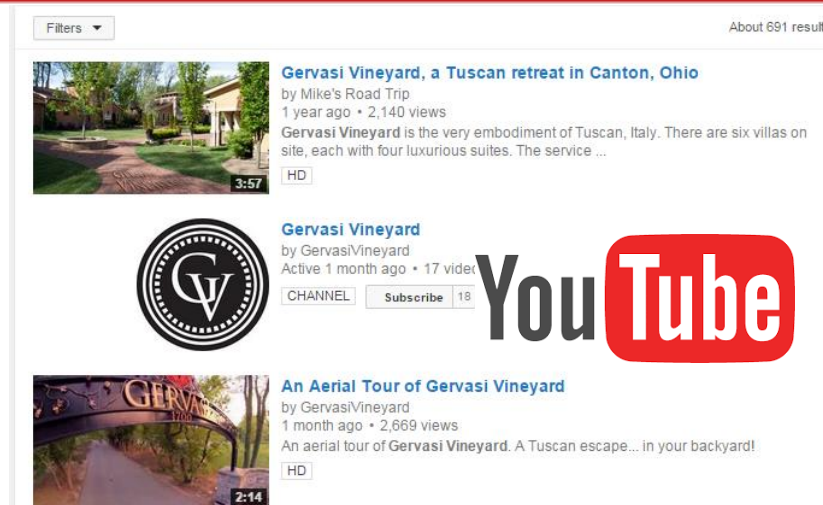 Filters
About 691 result
Gervasi Vineyard, a Tuscan retreat in Canton, Ohio
by Mike's Road Trip
1 year ago • 2,140 views
Gervasi Vineyard is the very embodiment of Tuscan, Italy. There are six villas on
site, each with four luxurious suites. The service ...
HD
3:57
Gervasi Vineyard
by GervasiVineyard
Active 1 month ago • 17 videc
CHANNEL Subscribe 18
GV
YouTube
An Aerial Tour of Gervasi Vineyard
by GervasiVineyard
1 month ago • 2,669 views
An aerial tour of Gervasi Vineyard. A Tuscan escape... in your backyard!
HD
GERVAS
1700
2:14